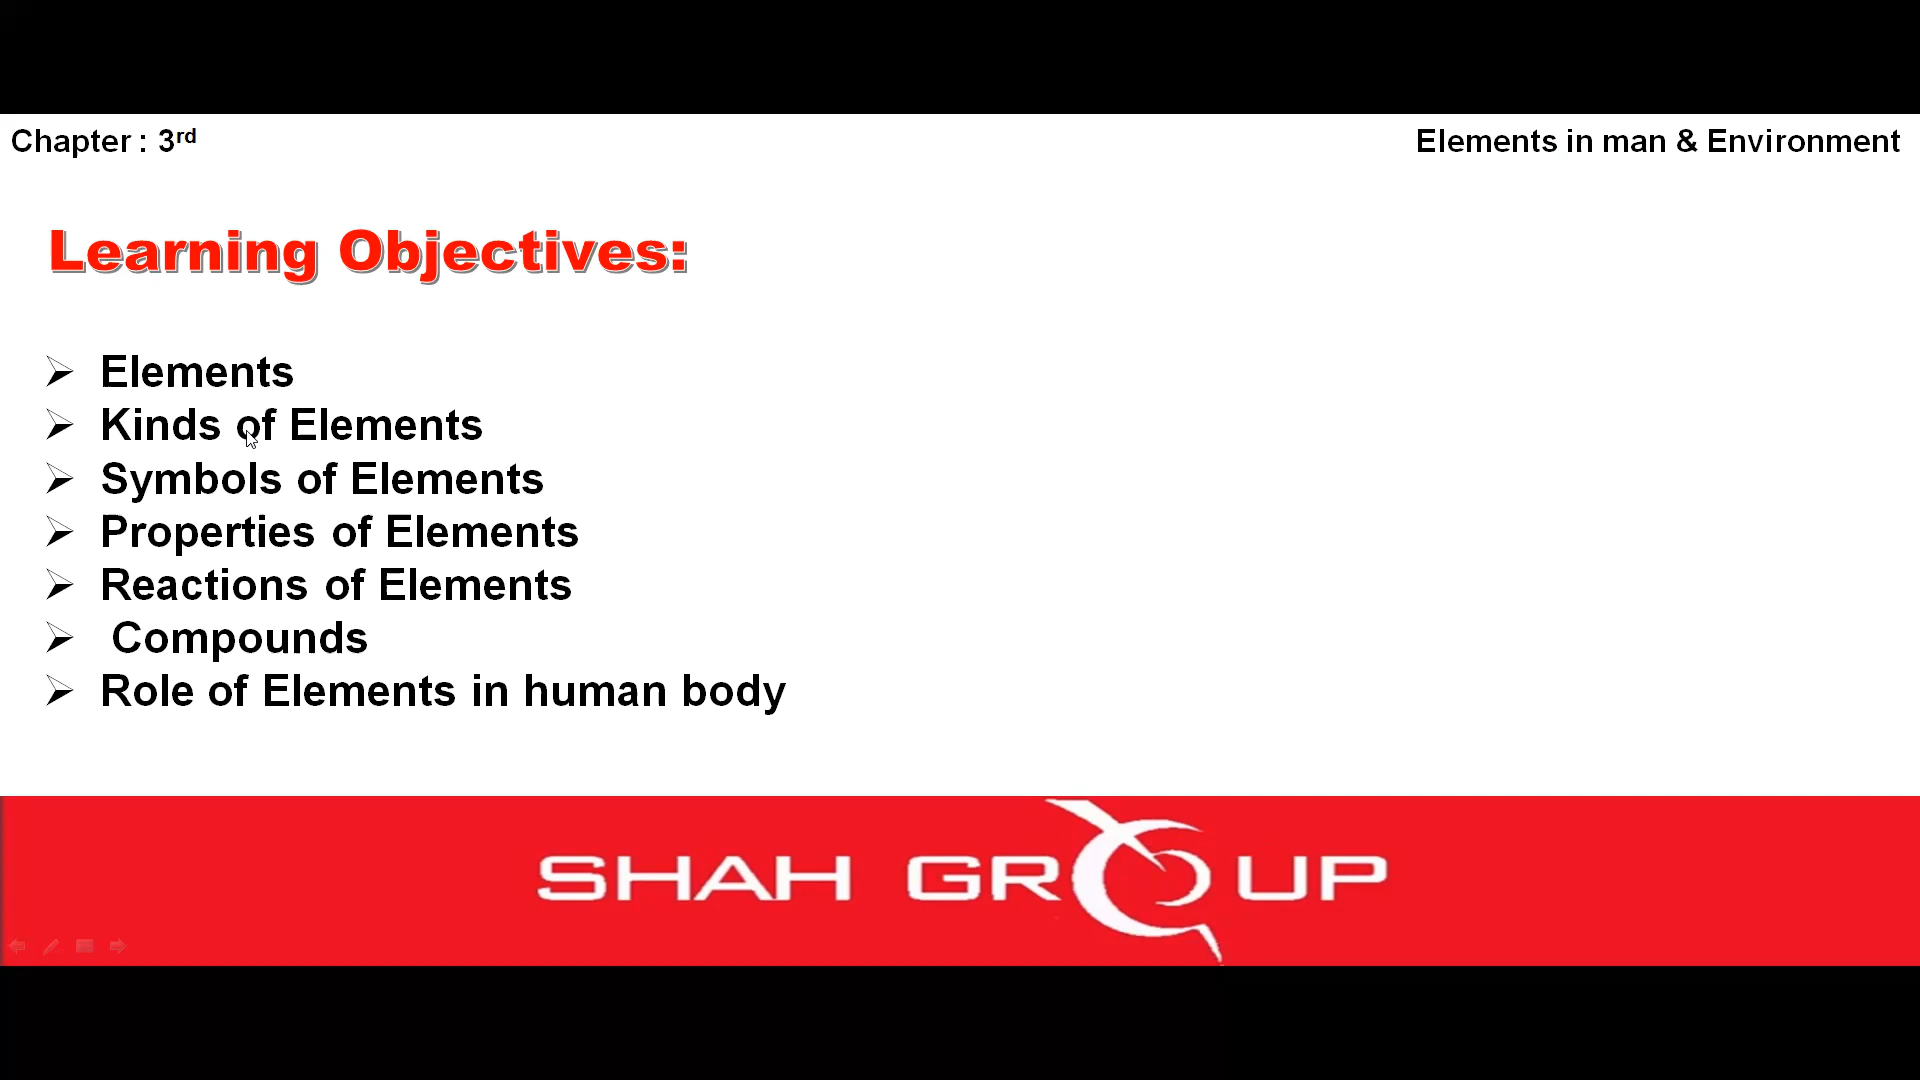 Chapter : 3rd
Elements in man & Environment
Learning Objectives:
Elements
Kinds of Elements
Symbols of Elements
Properties of Elements
Reactions of Elements
Compounds
Role of Elements in human body
SHAH GROUP